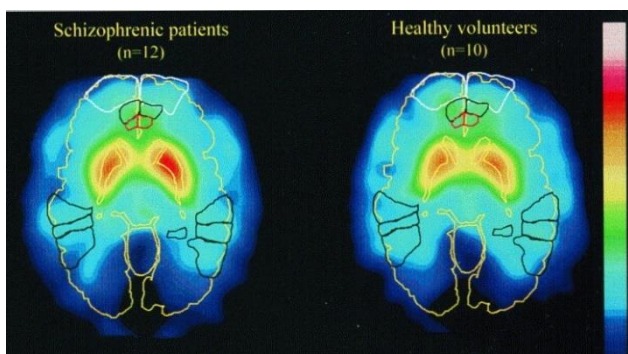 Schizophrenic patients
(n=12)
Healthy volunteers
(n=10)